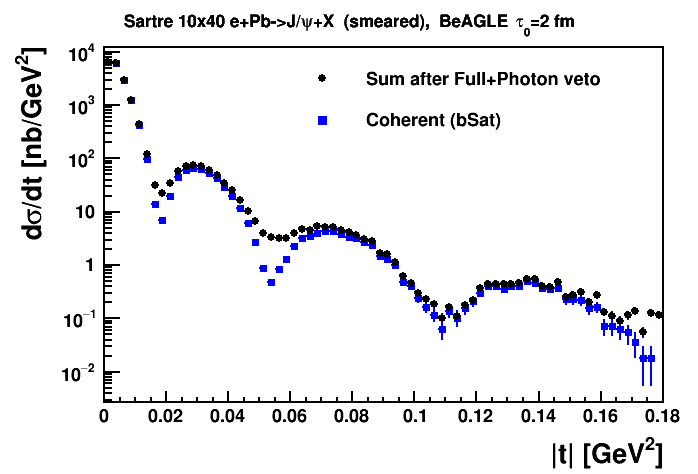 Sartre 10x40 e+Pb->J/ψ+X (smeared), BeAGLE τ₀=2 fm
Sum after Full+Photon veto
Coherent (bSat)
dσ/dt [nb/GeV²]
10⁴
10³
10²
10
1
10⁻¹
10⁻²
0 0.02 0.04 0.06 0.08 0.1 0.12 0.14 0.16 0.18
|t| [GeV²]